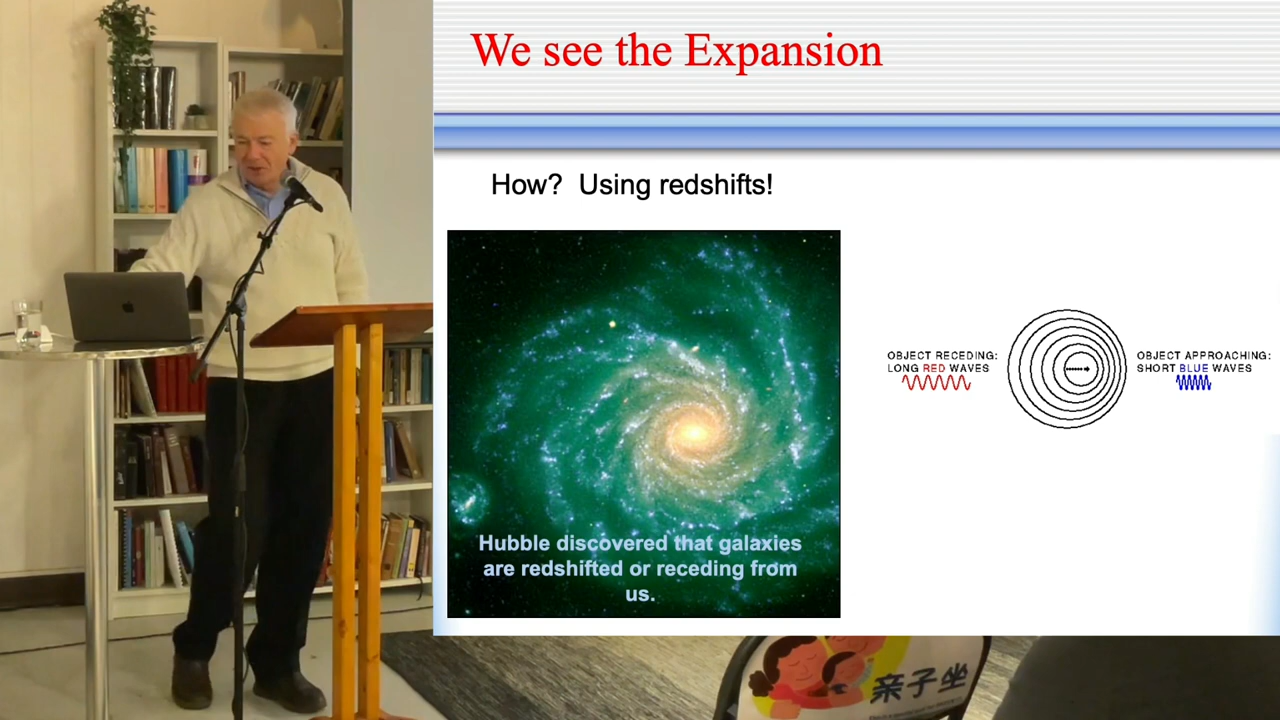 We see the Expansion
How?  Using redshifts!
OBJECT RECEDING:
LONG RED WAVES
OBJECT APPROACHING:
SHORT BLUE WAVES
Hubble discovered that galaxies
are redshifted or receding from
us.
亲子坐